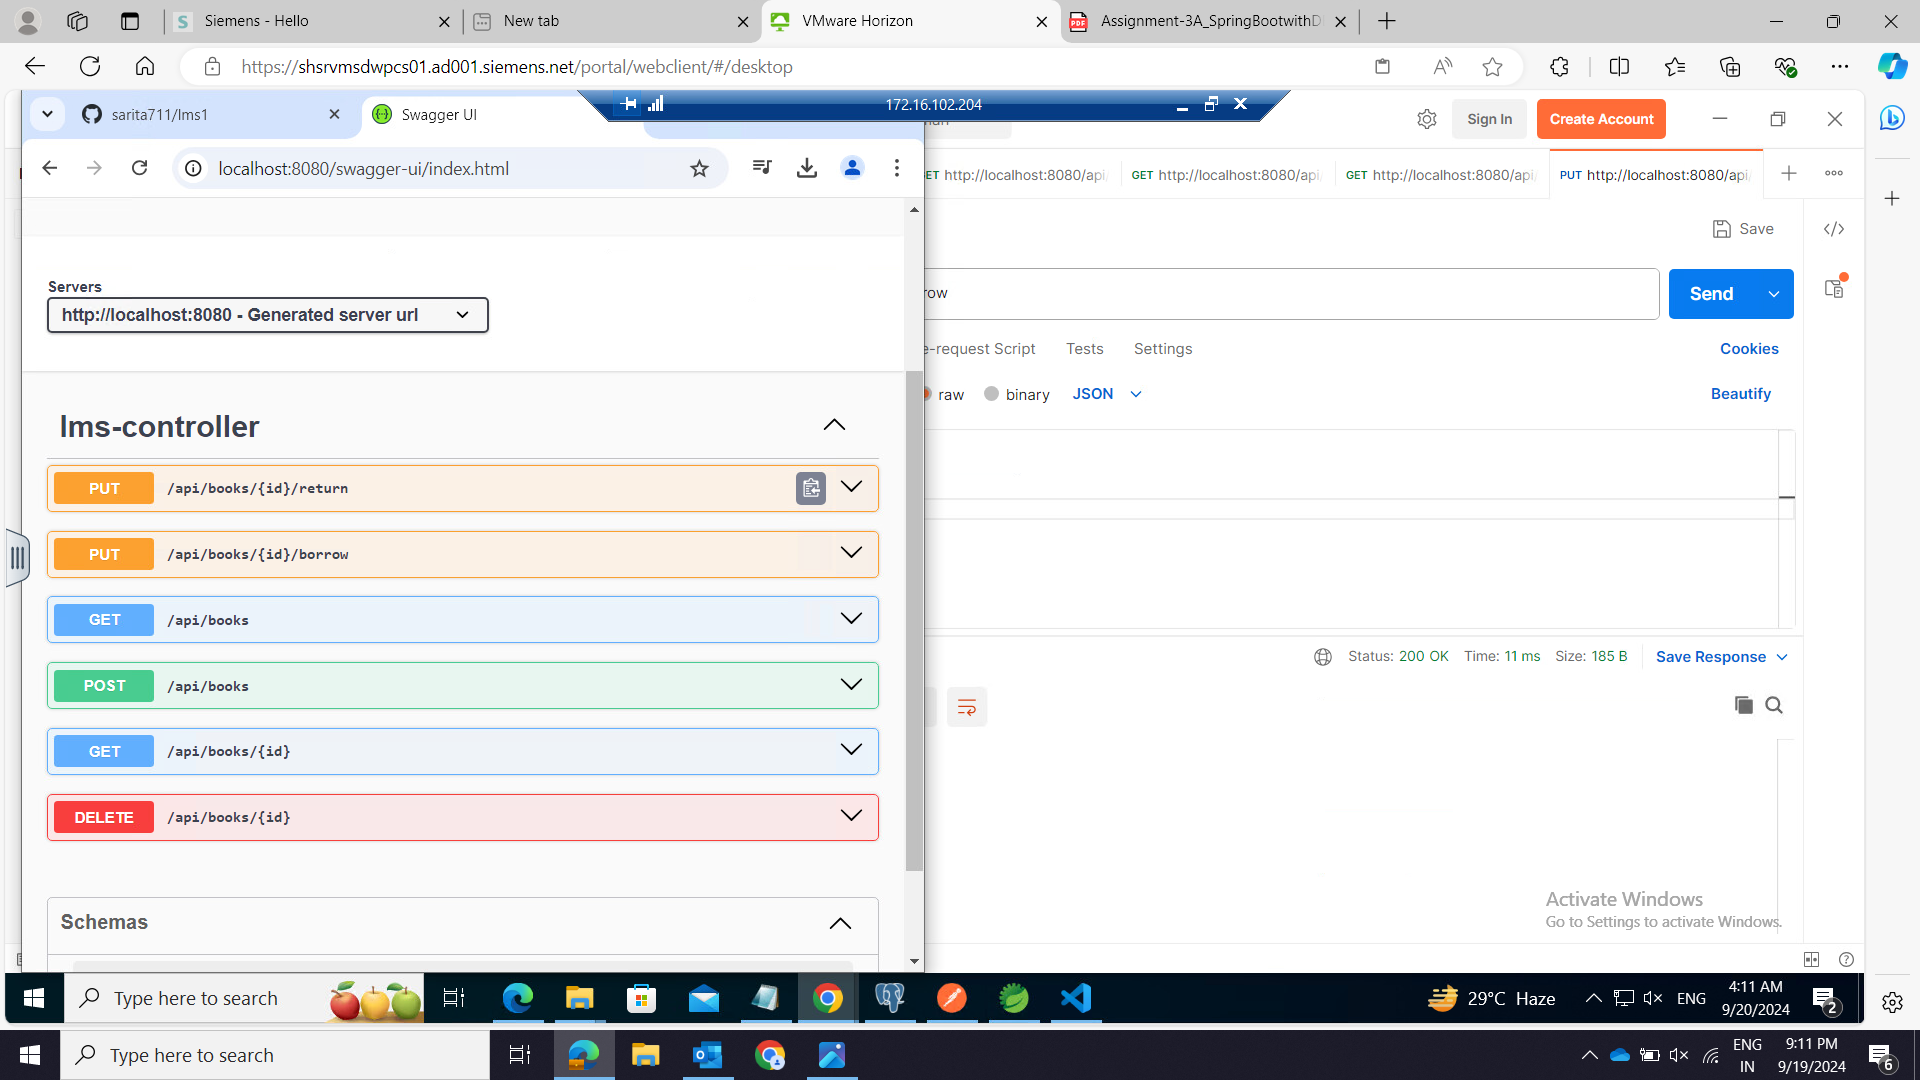 Siemens - Hello
New tab
VMware Horizon
Assignment-3A_SpringBootwithD
https://shsrvmsdwpcs01.ad001.siemens.net/portal/webclient/#/desktop
sarita711/lms1
Swagger UI
172.16.102.204
Sign In
Create Account
localhost:8080/swagger-ui/index.html
ET http://localhost:8080/api/
GET http://localhost:8080/api/
GET http://localhost:8080/api/
PUT http://localhost:8080/api/
Save
Servers
http://localhost:8080 - Generated server url
row
Send
e-request Script
Tests
Settings
Cookies
raw
binary
JSON
Beautify
lms-controller
PUT /api/books/{id}/return
PUT /api/books/{id}/borrow
GET /api/books
POST /api/books
GET /api/books/{id}
DELETE /api/books/{id}
Schemas
Status: 200 OK Time: 11 ms Size: 185 B
Save Response
Activate Windows
Go to Settings to activate Windows.
Type here to search
29°C Haze
ENG
4:11 AM
9/20/2024
2
Type here to search
ENG
IN
9:11 PM
9/19/2024
6